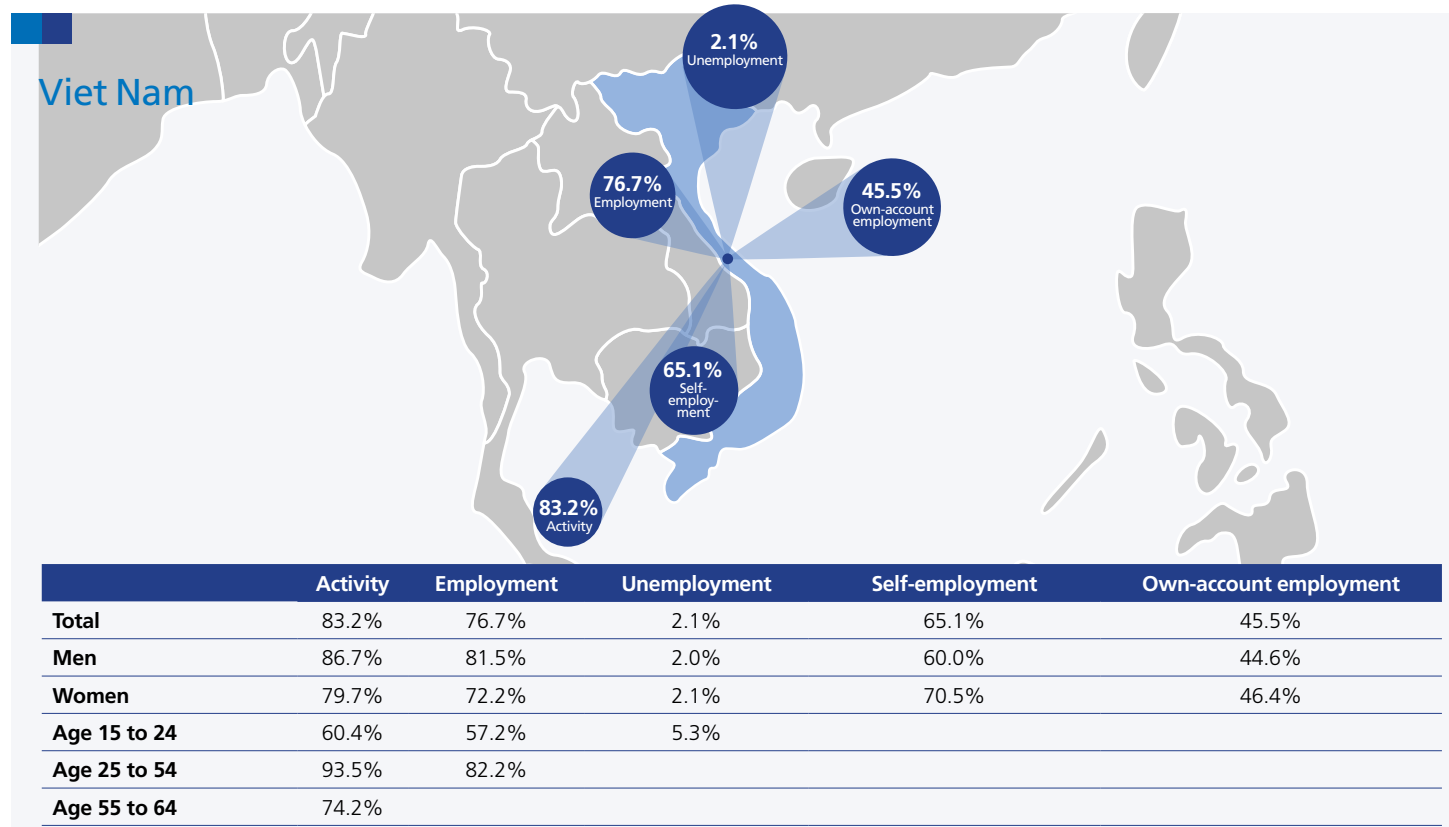 Viet Nam
2.1%
Unemployment
76.7%
Employment
45.5%
Own-account
employment
65.1%
Self-
employ-
ment
83.2%
Activity
Activity Employment Unemployment Self-employment Own-account employment
Total 83.2% 76.7% 2.1% 65.1% 45.5%
Men 86.7% 81.5% 2.0% 60.0% 44.6%
Women 79.7% 72.2% 2.1% 70.5% 46.4%
Age 15 to 24 60.4% 57.2% 5.3%
Age 25 to 54 93.5% 82.2%
Age 55 to 64 74.2%